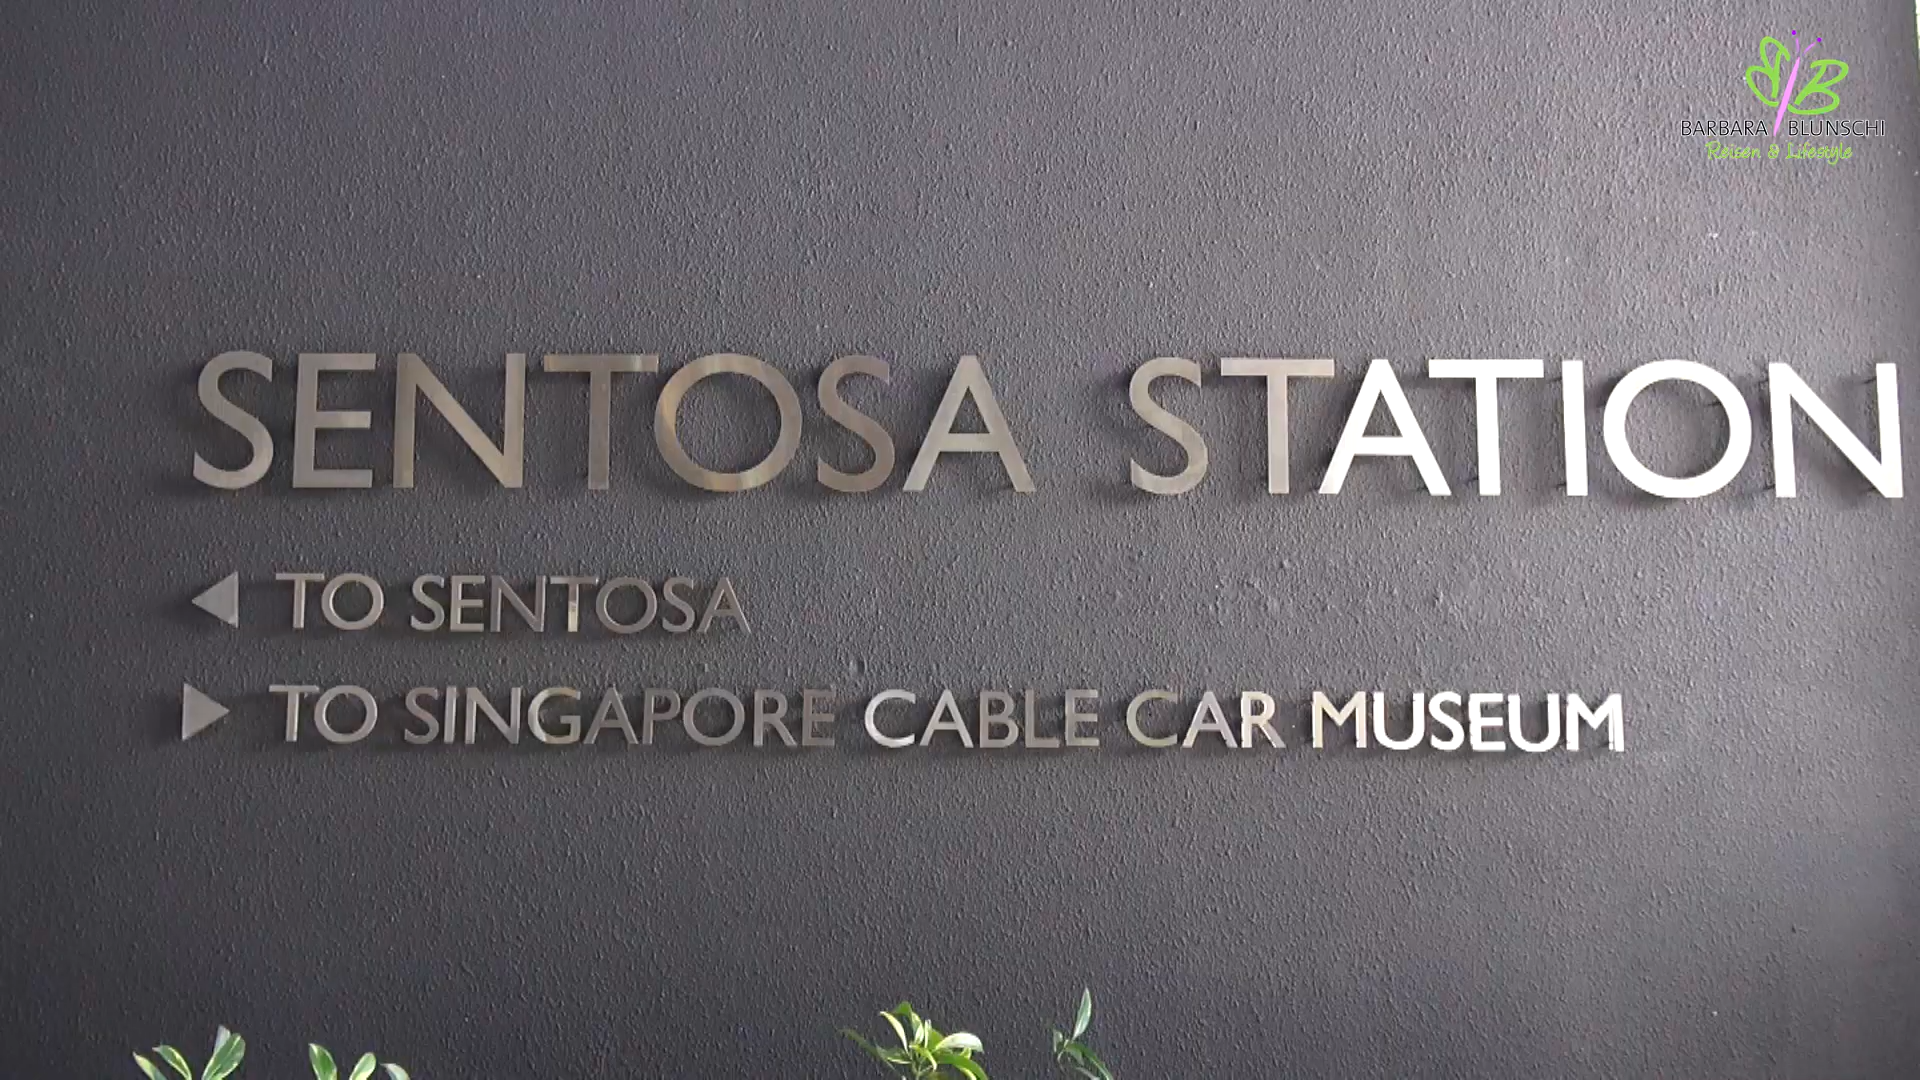 BARBARA BLUNSCHI
Reisen & Lifestyle
SENTOSA STATION
TO SENTOSA
TO SINGAPORE CABLE CAR MUSEUM